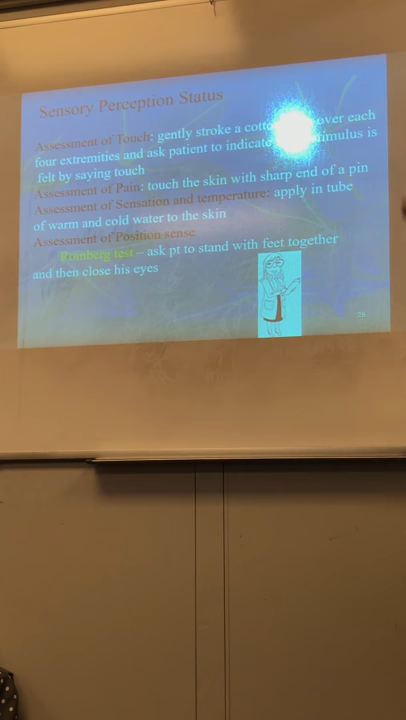 Sensory Perception Status
Assessment of Touch: gently stroke a over each
four extremities and ask patient to indicate is
felt by saying touch
Assessment of Pain: touch the skin with sharp end of a pin
Assessment of Sensation and temperature: apply in tube
of warm and cold water to the skin
Assessment of Position sense
Romberg test – ask pt to stand with feet together
and then close his eyes